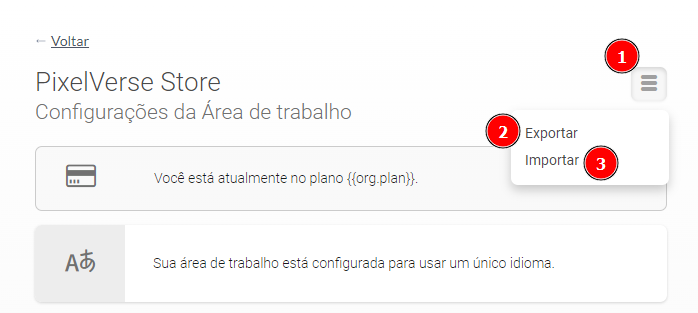 ← Voltar
1
PixelVerse Store
Configurações da Área de trabalho
2 Exportar
Importar 3
Você está atualmente no plano {{org.plan}}.
Aあ Sua área de trabalho está configurada para usar um único idioma.